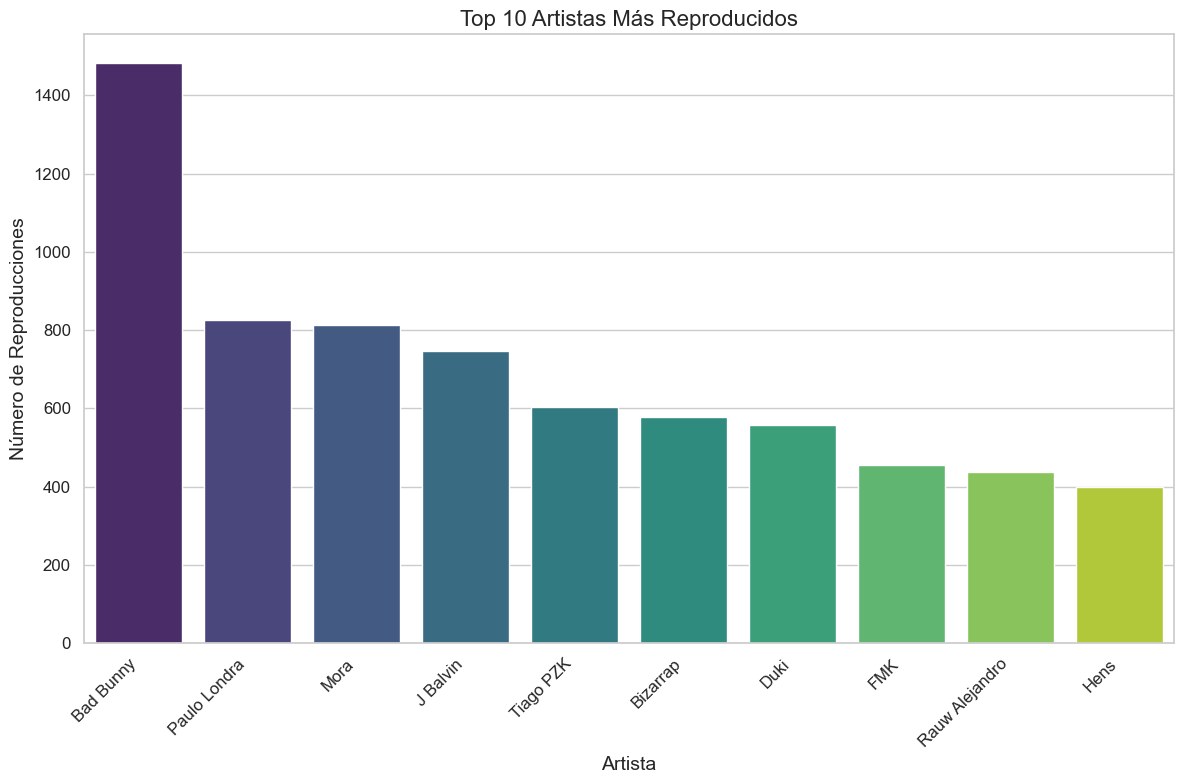 Top 10 Artistas Más Reproducidos
Número de Reproducciones
1400
1200
1000
800
600
400
200
0
Bad Bunny
Paulo Londra
Mora
J Balvin
Tiago PZK
Bizarrap
Duki
FMK
Rauw Alejandro
Hens
Artista